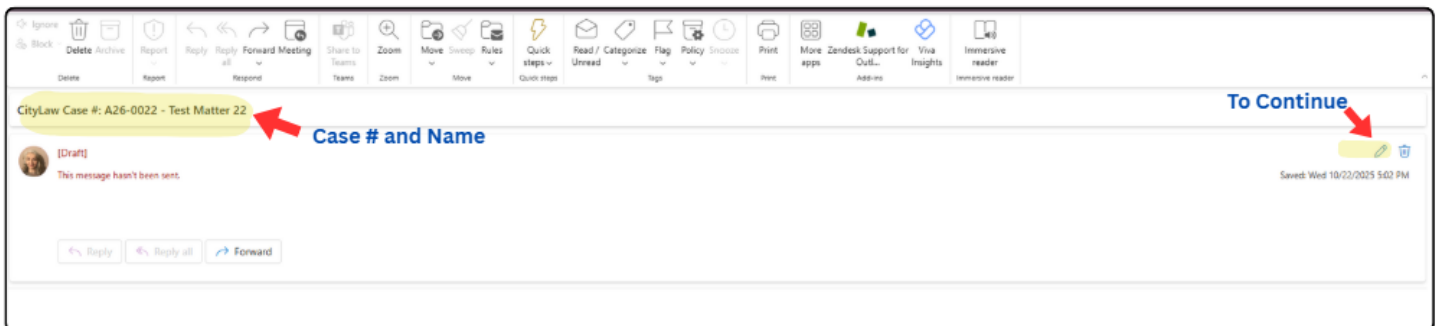 Ignore
Block
Delete Archive
Report
Reply Reply all Forward Meeting
Share to Teams
Zoom
Move Sweep Rules
Quick steps
Read / Unread Categorize Flag Policy Snooze
Print
More apps Zendesk Support for Outl... Viva Insights
Immersive reader
Delete Report Respond Teams Zoom Move Quick steps Tags Print Add-ins Immersive reader
CityLaw Case #: A26-0022 - Test Matter 22
To Continue
Case # and Name
[Draft]
This message hasn't been sent.
Saved: Wed 10/22/2025 5:02 PM
Reply Reply all Forward